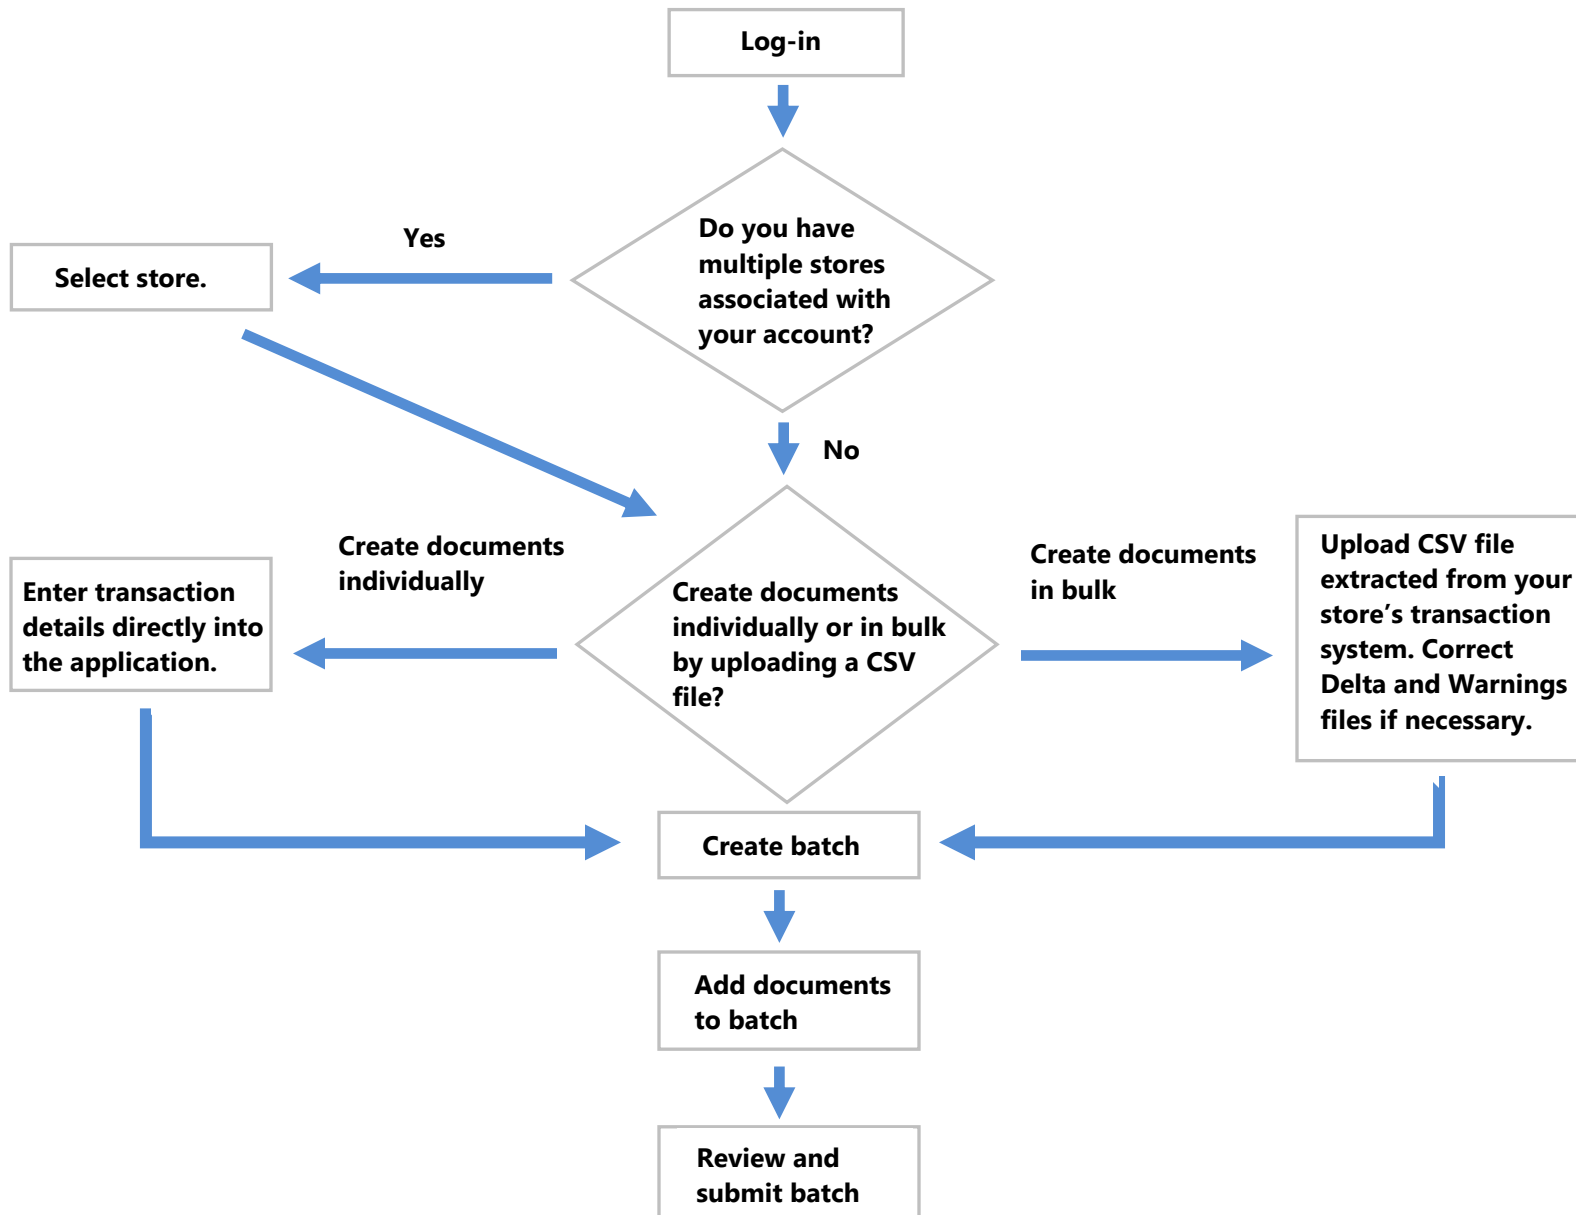 Log-in
Do you have
multiple stores
associated with
your account?
Yes
Select store.
No
Create documents
individually
Enter transaction
details directly into
the application.
Create documents
individually or in bulk
by uploading a CSV
file?
Create documents
in bulk
Upload CSV file
extracted from your
store’s transaction
system. Correct
Delta and Warnings
files if necessary.
Create batch
Add documents
to batch
Review and
submit batch